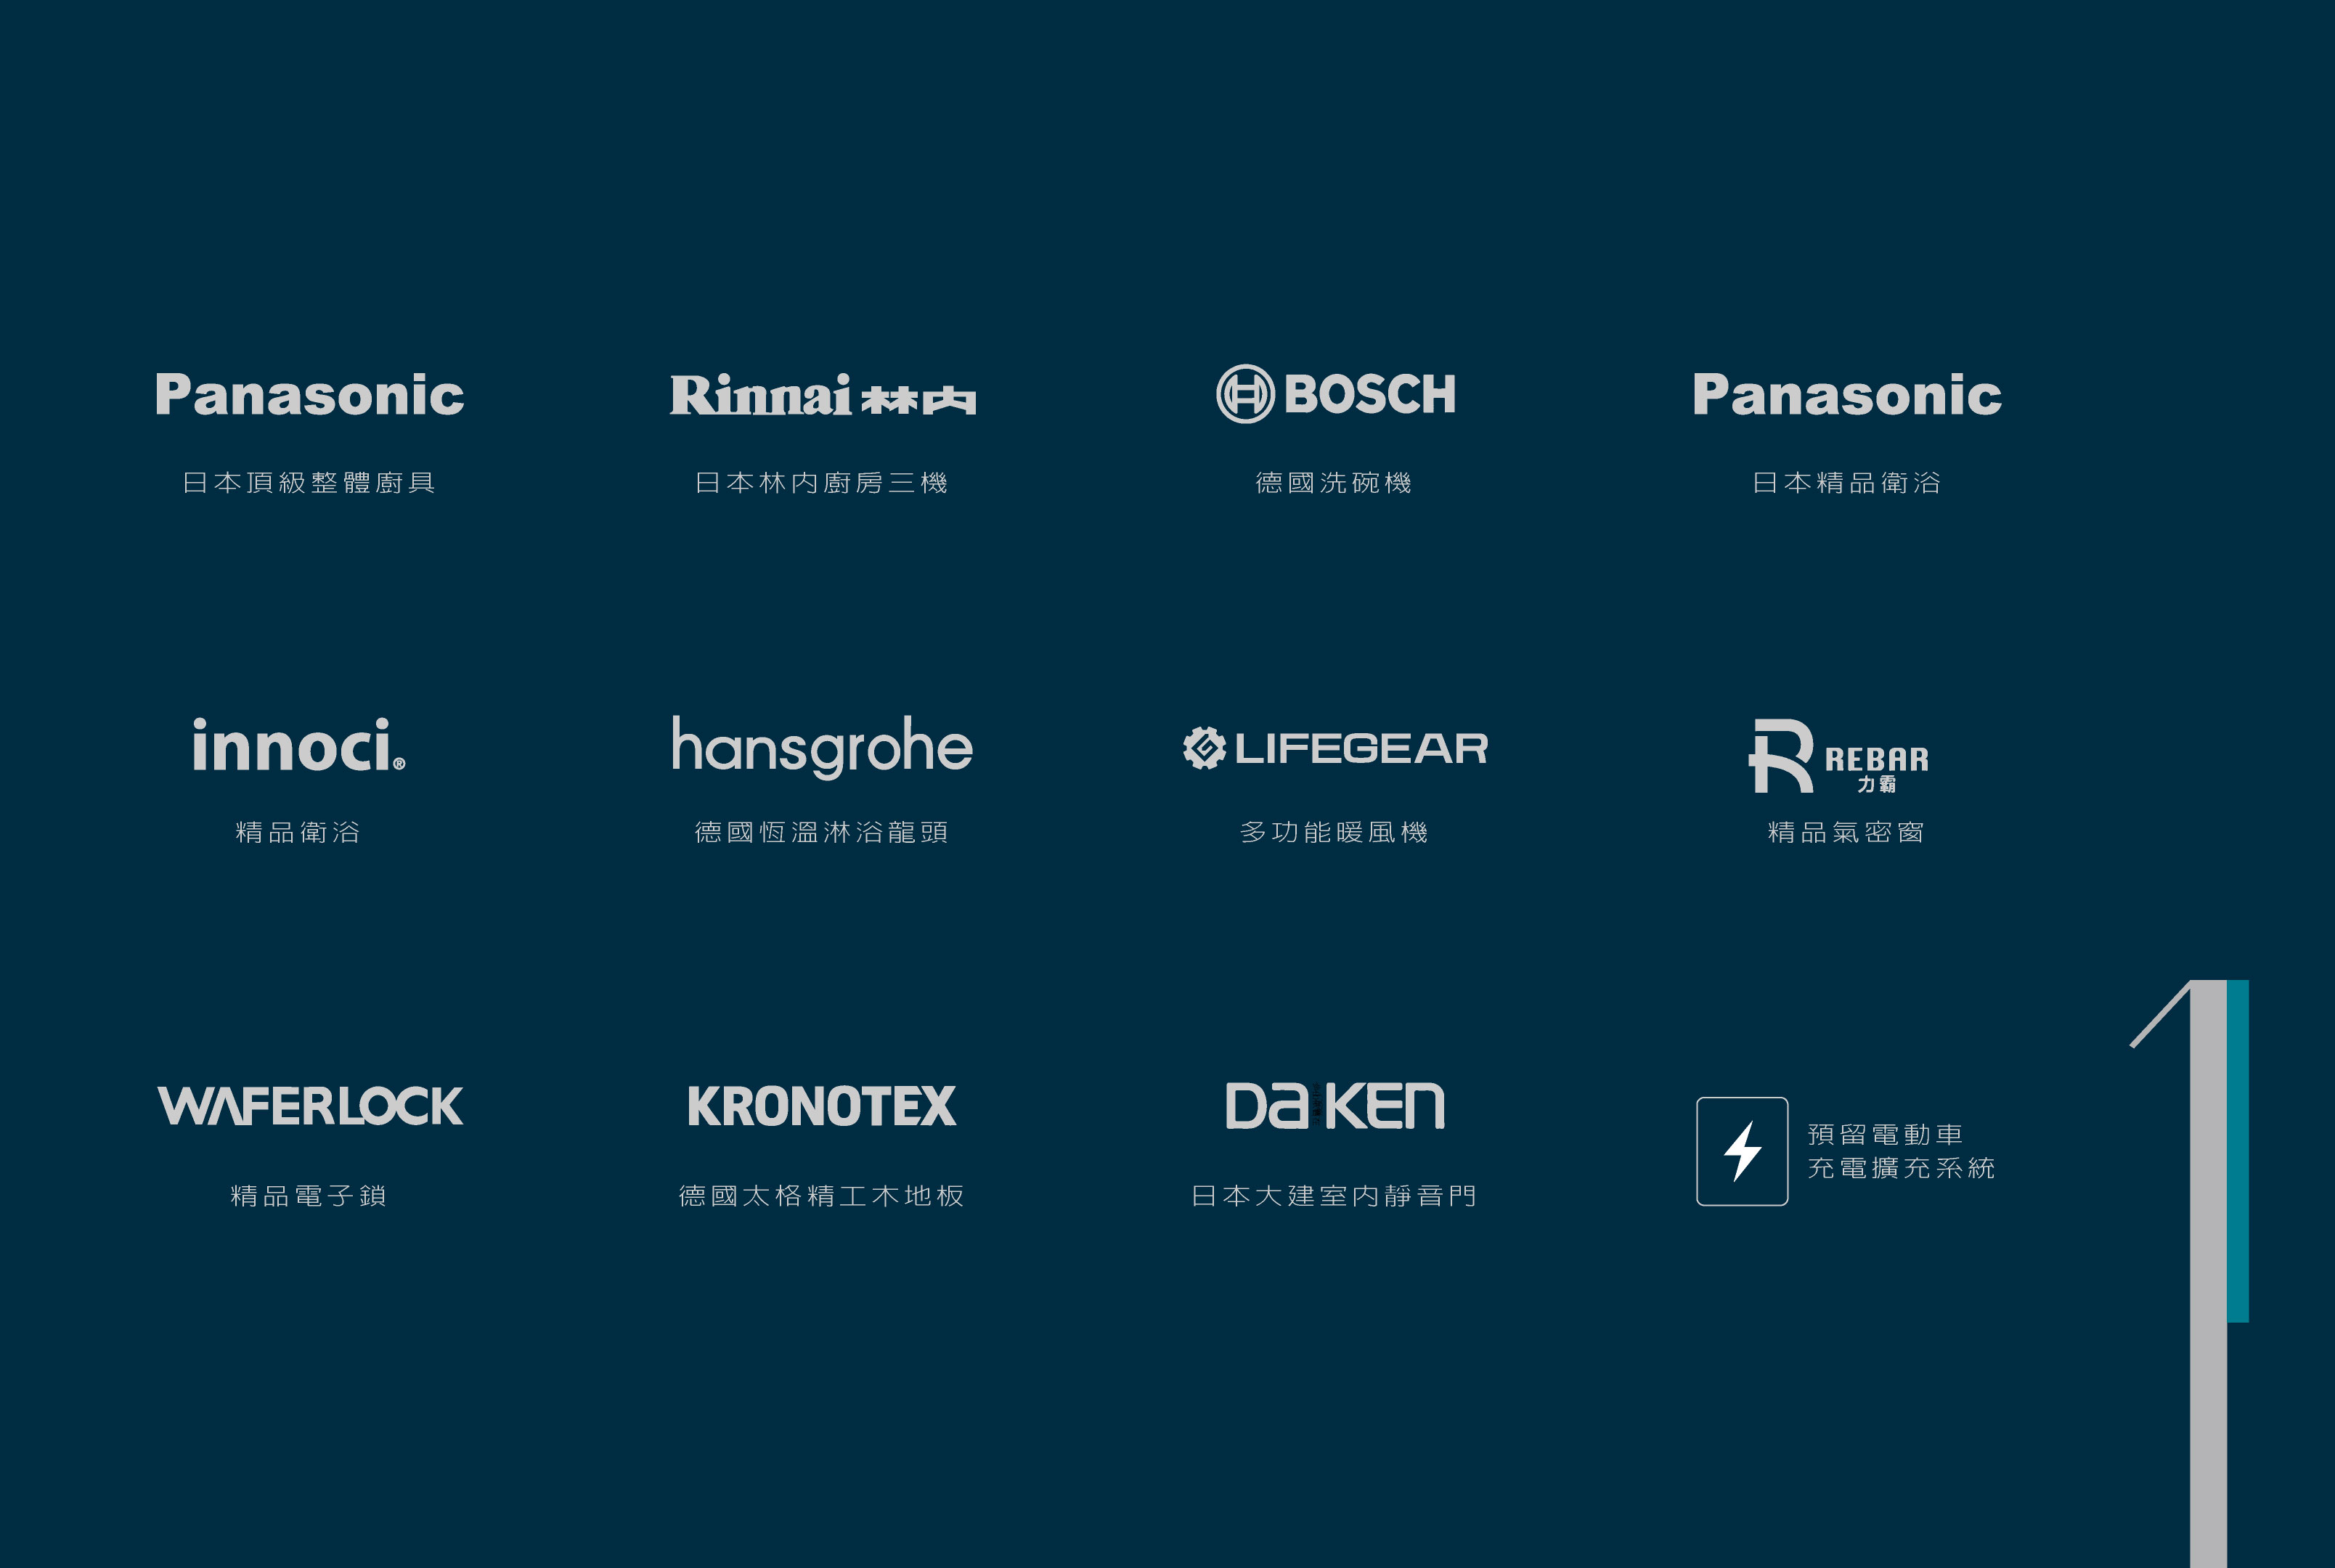 Panasonic
日本頂級整體廚具
Rinnai 林内
日本林內廚房三機
BOSCH
德國洗碗機
Panasonic
日本精品衛浴
innoci®
精品衛浴
hansgrohe
德國恆溫淋浴龍頭
LIFEGEAR
多功能暖風機
REBAR
力霸
精品氣密窗
WAFERLOCK
精品電子鎖
KRONOTEX
德國太格精工木地板
DaiKEN
日本大建室內靜音門
預留電動車
充電擴充系統
1